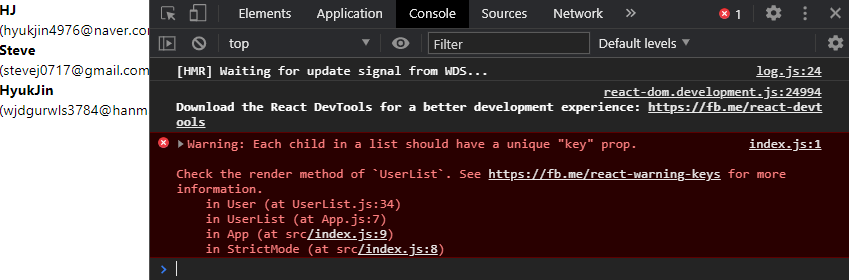 HJ
(hyukjin4976@naver.co
Steve
(stevej0717@gmail.com
HyukJin
(wjdgurwls3784@hanm
Elements Application Console Sources Network » 1
top Filter Default levels
[HMR] Waiting for update signal from WDS... log.js:24
react-dom.development.js:24994
Download the React DevTools for a better development experience: https://fb.me/react-devt
ools
Warning: Each child in a list should have a unique "key" prop. index.js:1
Check the render method of `UserList`. See https://fb.me/react-warning-keys for more
information.
in User (at UserList.js:34)
in UserList (at App.js:7)
in App (at src/index.js:9)
in StrictMode (at src/index.js:8)